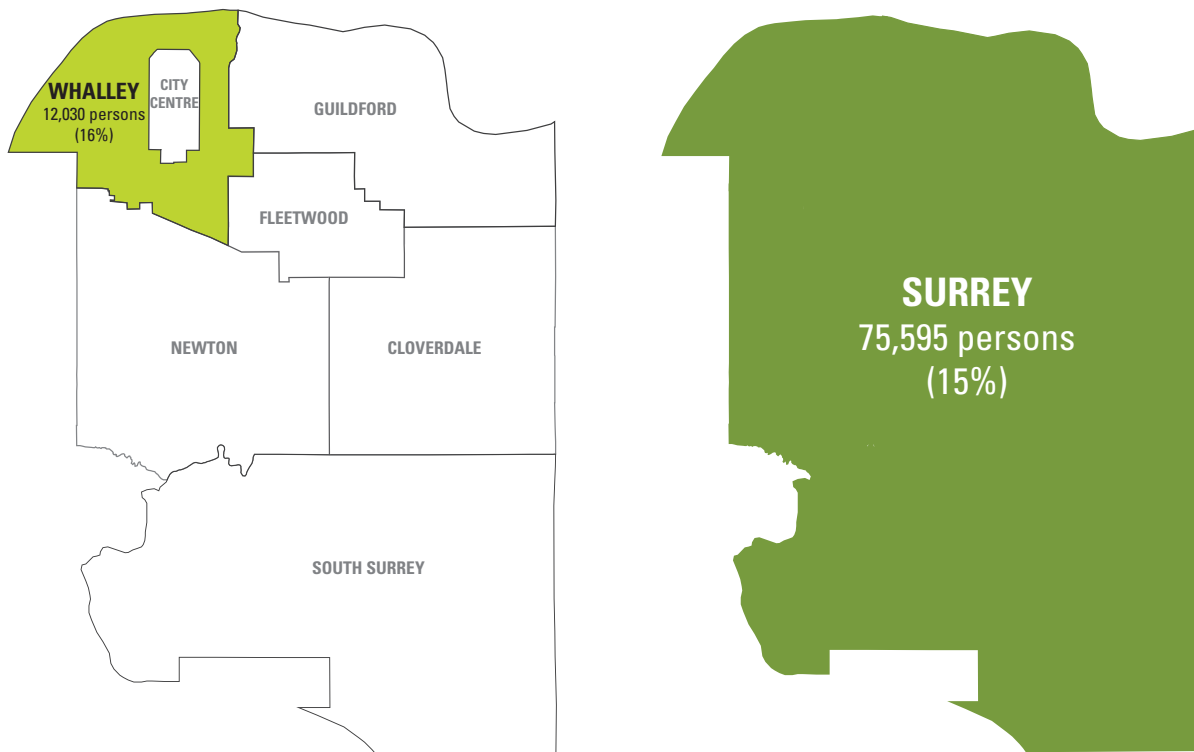 WHALLEY
12,030 persons
(16%)
CITY
CENTRE
GUILDFORD
FLEETWOOD
NEWTON
CLOVERDALE
SOUTH SURREY
SURREY
75,595 persons
(15%)